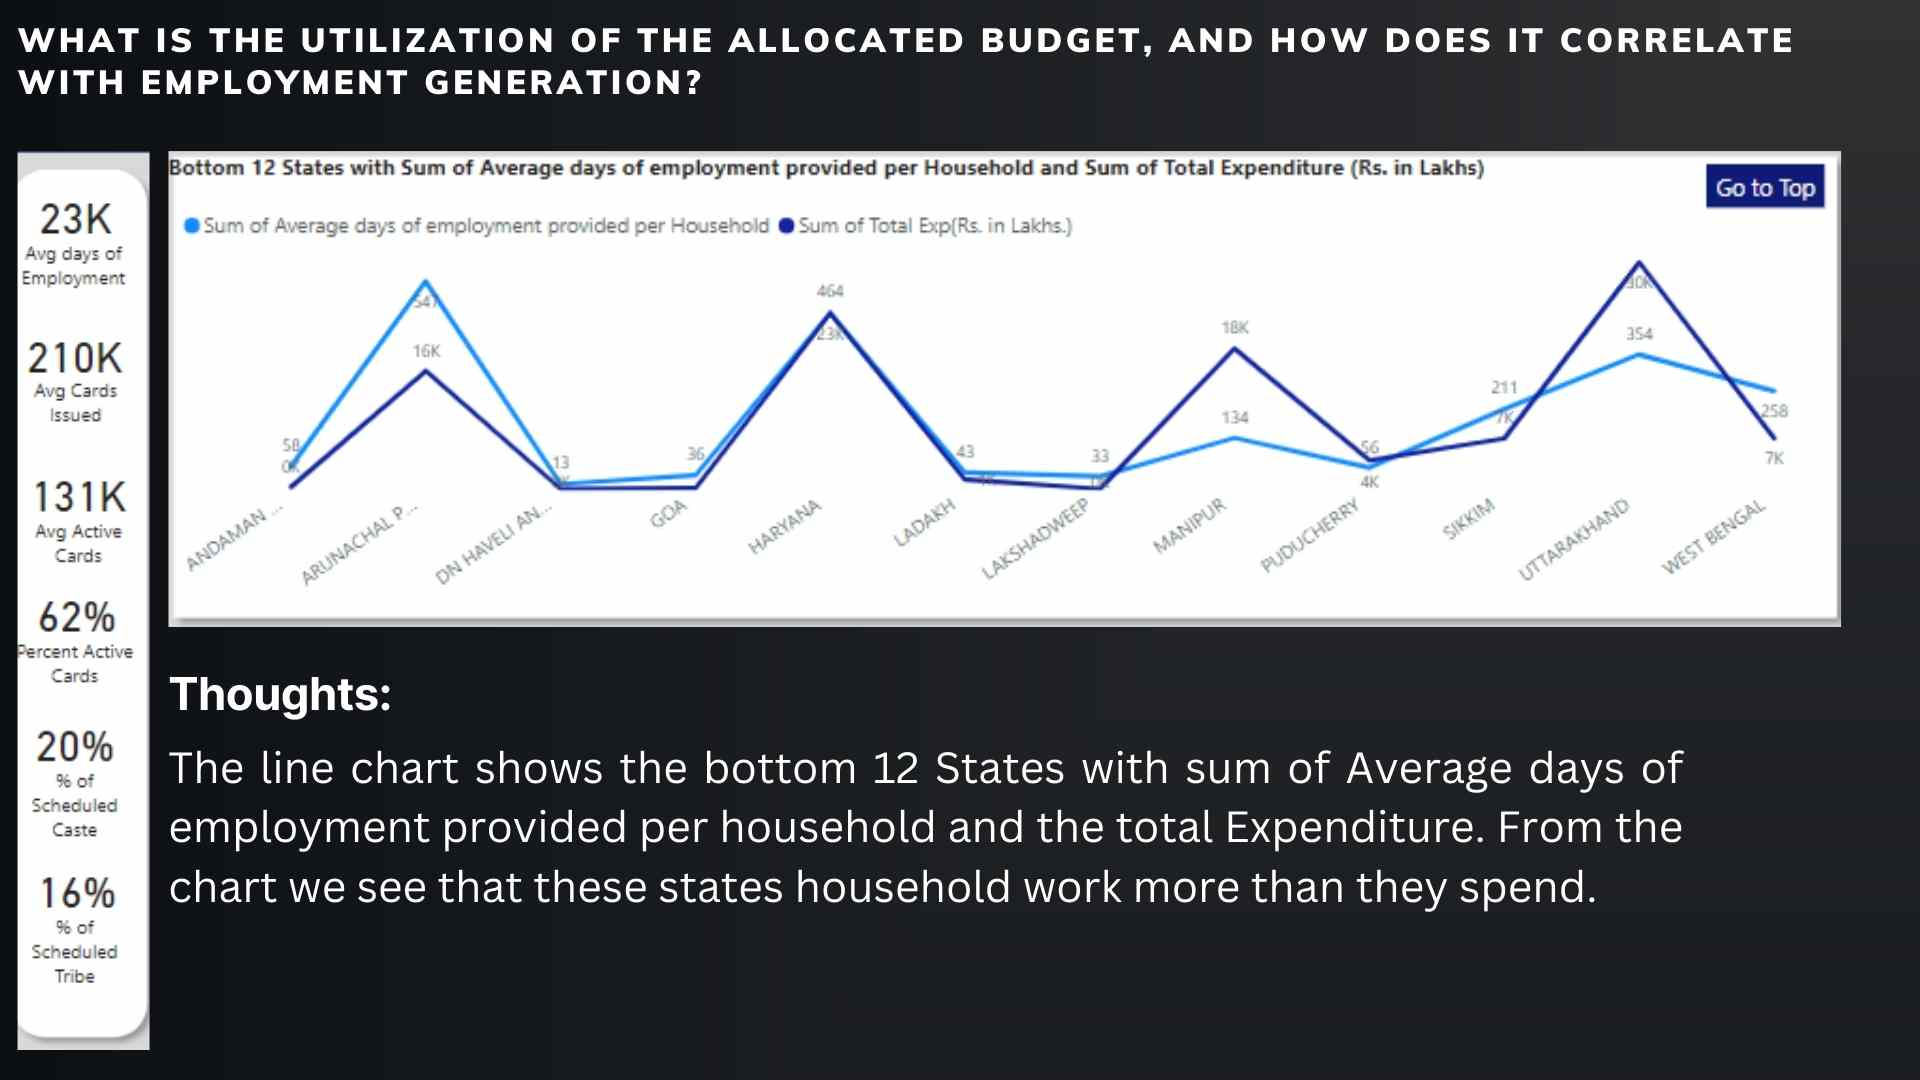 WHAT IS THE UTILIZATION OF THE ALLOCATED BUDGET, AND HOW DOES IT CORRELATE
WITH EMPLOYMENT GENERATION?
23K
Avg days of
Employment
210K
Avg Cards
Issued
131K
Avg Active
Cards
62%
Percent Active
Cards
20%
% of
Scheduled
Caste
16%
% of
Scheduled
Tribe
Bottom 12 States with Sum of Average days of employment provided per Household and Sum of Total Expenditure (Rs. in Lakhs)
Go to Top
Sum of Average days of employment provided per Household Sum of Total Exp(Rs. in Lakhs.)
58
0K
547
16K
13
36
464
23K
43
33
18K
134
56
4K
211
7K
30K
354
258
7K
ANDAMAN ...
ARUNACHAL P...
DN HAVELI AN...
GOA
HARYANA
LADAKH
LAKSHADWEEP
MANIPUR
PUDUCHERRY
SIKKIM
UTTARAKHAND
WEST BENGAL
Thoughts:
The line chart shows the bottom 12 States with sum of Average days of
employment provided per household and the total Expenditure. From the
chart we see that these states household work more than they spend.